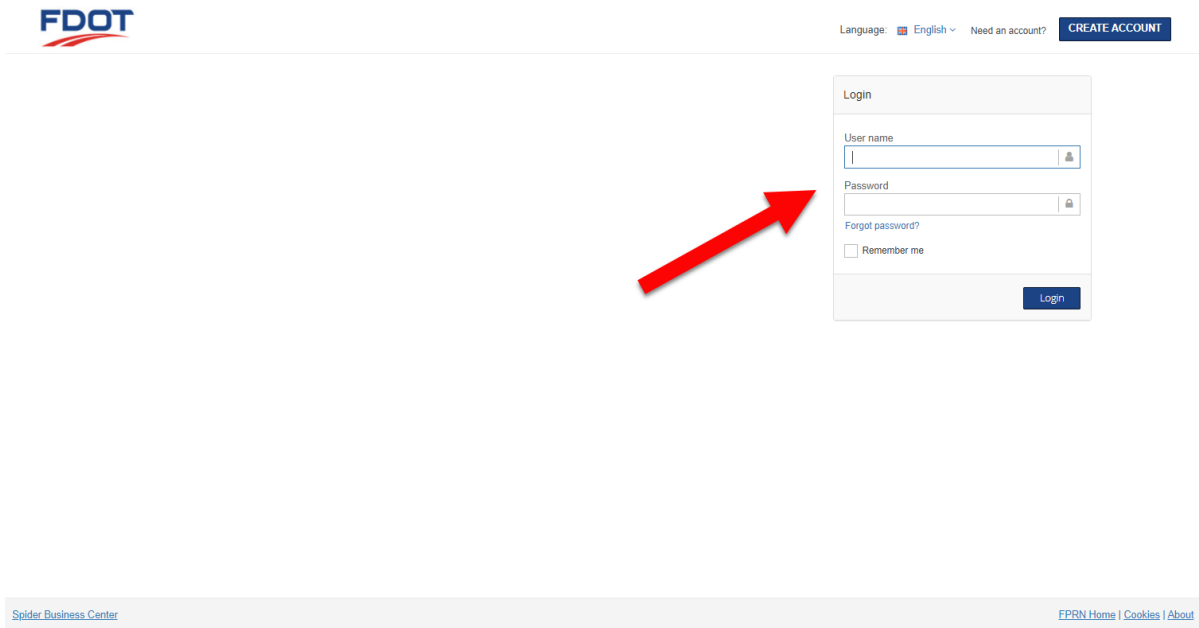 FDOT
Language: English Need an account? CREATE ACCOUNT
Login
User name
Password
Forgot password?
Remember me
Login
Spider Business Center
FPRN Home | Cookies | About